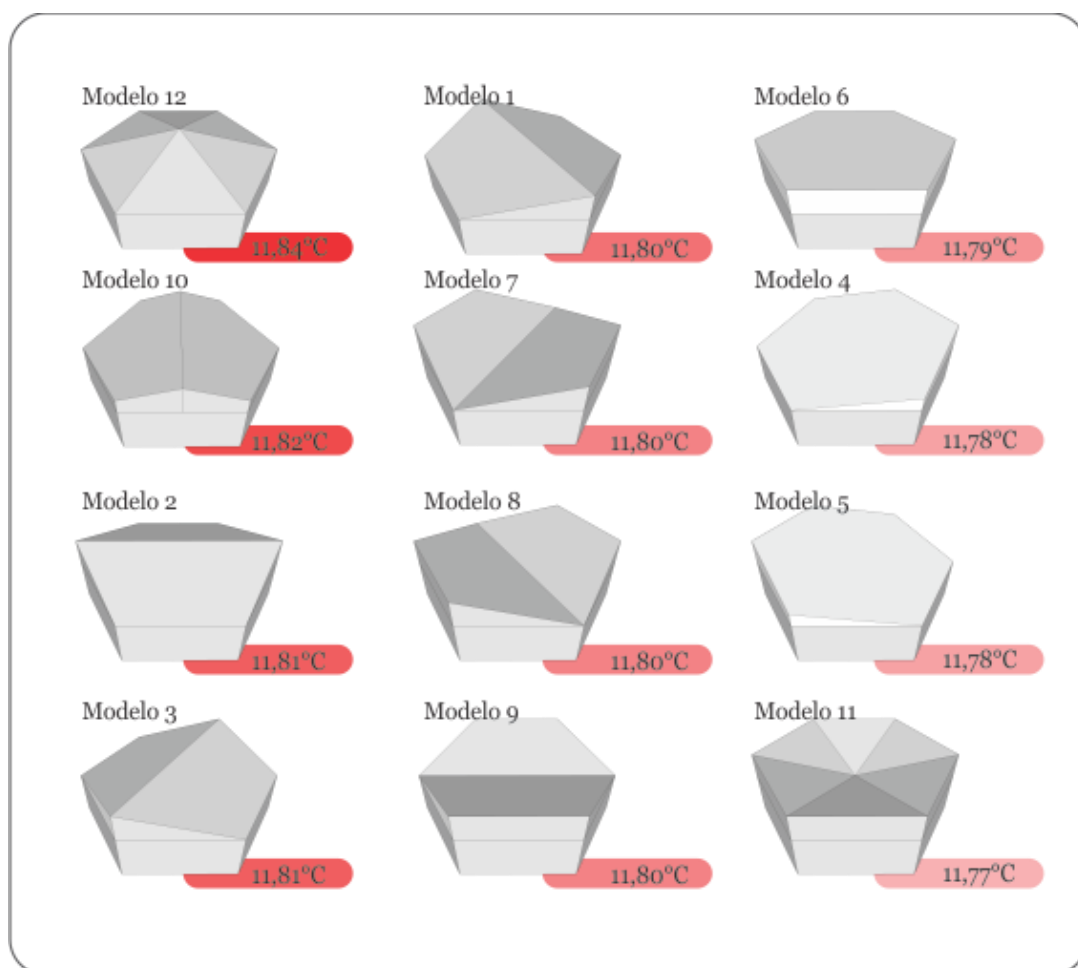 Modelo 12
Modelo 1
Modelo 6
11,84°C
11,80°C
11,79°C
Modelo 10
Modelo 7
Modelo 4
11,82°C
11,80°C
11,78°C
Modelo 2
Modelo 8
Modelo 5
11,81°C
11,80°C
11,78°C
Modelo 3
Modelo 9
Modelo 11
11,81°C
11,80°C
11,77°C